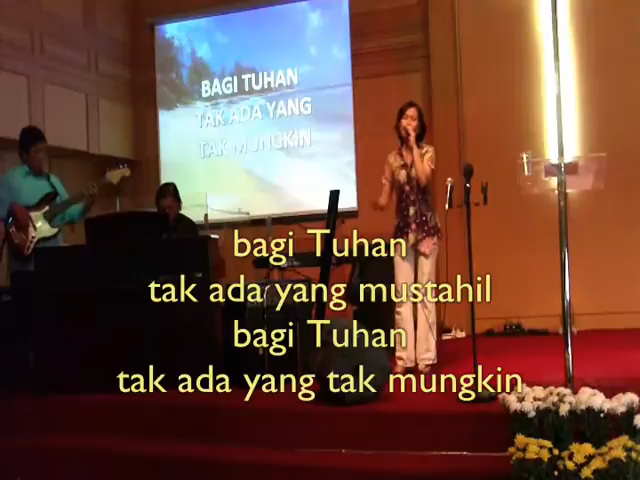 BAGI TUHAN
TAK ADA YANG
TAK MUNGKIN
bagi Tuhan
tak ada yang mustahil
bagi Tuhan
tak ada yang tak mungkin